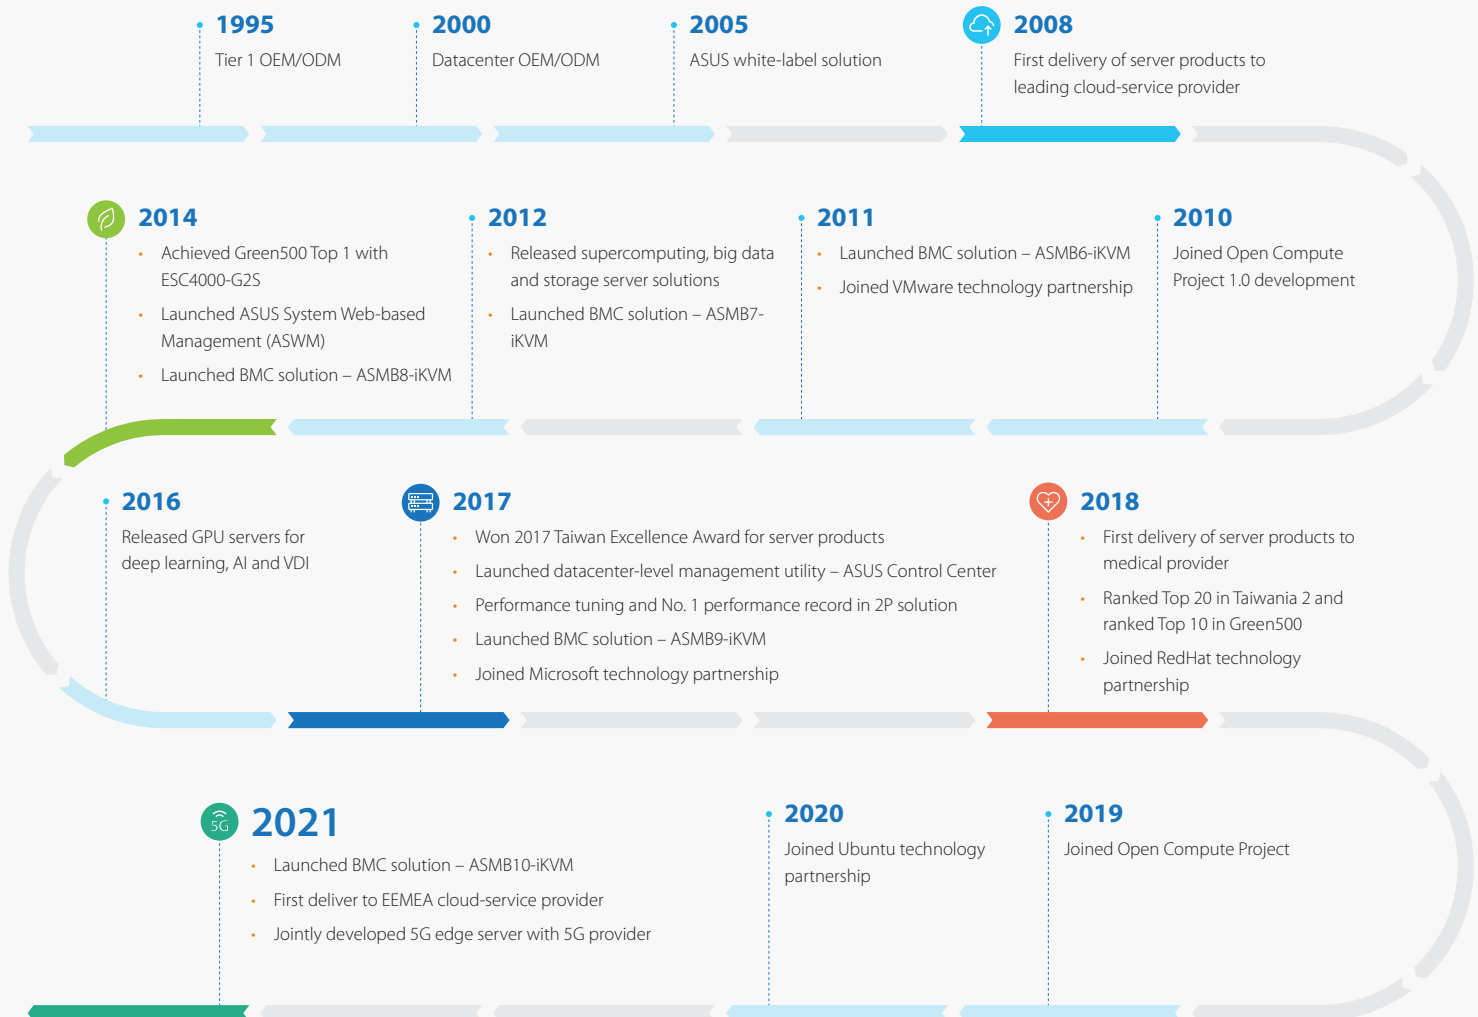 1995
Tier 1 OEM/ODM
2000
Datacenter OEM/ODM
2005
ASUS white-label solution
2008
First delivery of server products to
leading cloud-service provider
2014
• Achieved Green500 Top 1 with
ESC4000-G2S
• Launched ASUS System Web-based
Management (ASWM)
• Launched BMC solution – ASMB8-iKVM
2012
• Released supercomputing, big data
and storage server solutions
• Launched BMC solution – ASMB7-
iKVM
2011
• Launched BMC solution – ASMB6-iKVM
• Joined VMware technology partnership
2010
Joined Open Compute
Project 1.0 development
2016
Released GPU servers for
deep learning, AI and VDI
2017
• Won 2017 Taiwan Excellence Award for server products
• Launched datacenter-level management utility – ASUS Control Center
• Performance tuning and No. 1 performance record in 2P solution
• Launched BMC solution – ASMB9-iKVM
• Joined Microsoft technology partnership
2018
• First delivery of server products to
medical provider
• Ranked Top 20 in Taiwania 2 and
ranked Top 10 in Green500
• Joined RedHat technology
partnership
5G
2021
• Launched BMC solution – ASMB10-iKVM
• First deliver to EEMEA cloud-service provider
• Jointly developed 5G edge server with 5G provider
2020
Joined Ubuntu technology
partnership
2019
Joined Open Compute Project